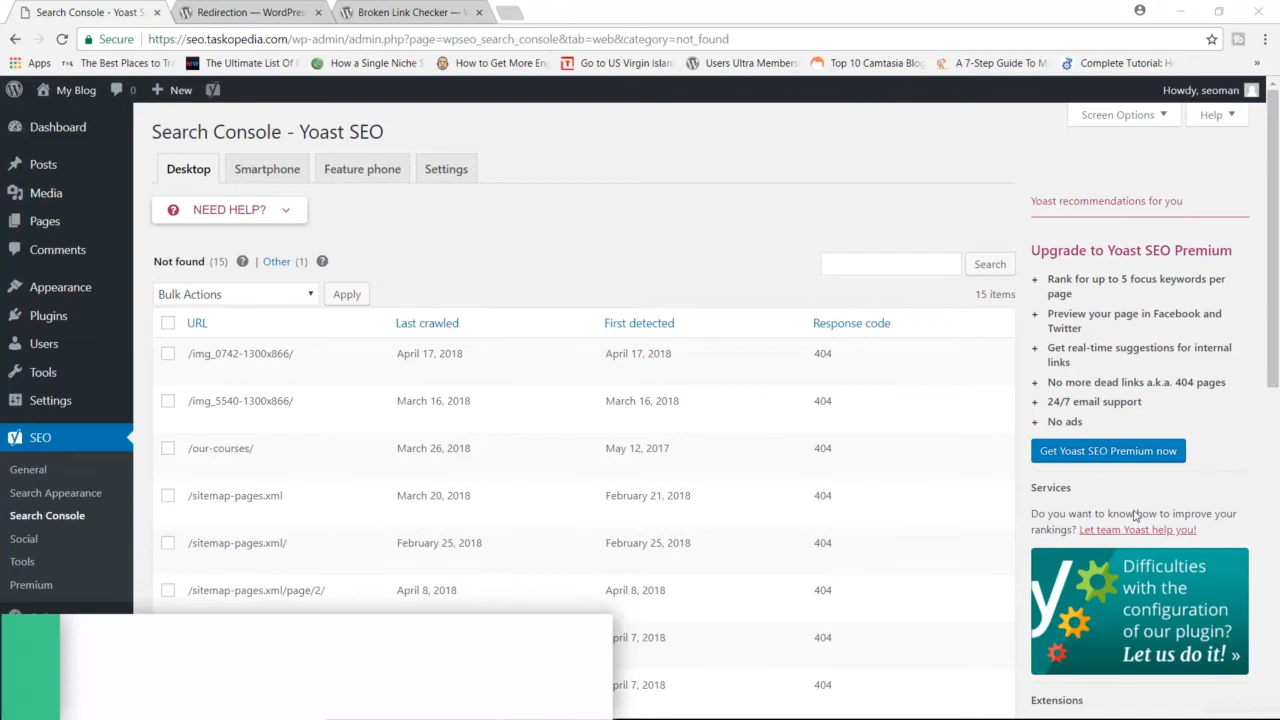 Search Console - Yoast S
Redirection — WordPres
Broken Link Checker — W
Secure
https://seo.taskopedia.com/wp-admin/admin.php?page=wpseo_search_console&tab=web&category=not_found
Apps
The Best Places to Tr
The Ultimate List Of
How a Single Niche S
How to Get More En
Go to US Virgin Islan
Users Ultra Members
Top 10 Camtasia Blog
A 7-Step Guide To M
Complete Tutorial: H
»
My Blog
0
New
Howdy, seoman
Dashboard
Posts
Media
Pages
Comments
Appearance
Plugins
Users
Tools
Settings
SEO
General
Search Appearance
Search Console
Social
Tools
Premium
Screen Options
Help
Search Console - Yoast SEO
Desktop
Smartphone
Feature phone
Settings
NEED HELP?
Not found (15) | Other (1)
Search
Bulk Actions
Apply
15 items
URL Last crawled First detected Response code
/img_0742-1300x866/ April 17, 2018 April 17, 2018 404
/img_5540-1300x866/ March 16, 2018 March 16, 2018 404
/our-courses/ March 26, 2018 May 12, 2017 404
/sitemap-pages.xml March 20, 2018 February 21, 2018 404
/sitemap-pages.xml/ February 25, 2018 February 25, 2018 404
/sitemap-pages.xml/page/2/ April 8, 2018 April 8, 2018 404
pril 7, 2018 404
pril 7, 2018 404
Yoast recommendations for you
Upgrade to Yoast SEO Premium
+ Rank for up to 5 focus keywords per
page
+ Preview your page in Facebook and
Twitter
+ Get real-time suggestions for internal
links
+ No more dead links a.k.a. 404 pages
+ 24/7 email support
+ No ads
Get Yoast SEO Premium now
Services
Do you want to know how to improve your
rankings? Let team Yoast help you!
Difficulties
with the
configuration
of our plugin?
Let us do it! »
Extensions